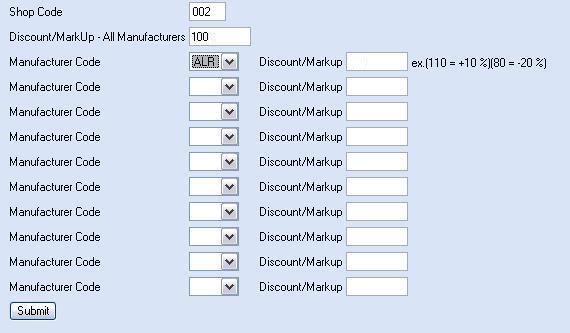 Shop Code 002
Discount/MarkUp - All Manufacturers 100
Manufacturer Code ALR Discount/Markup ex.(110 = +10 %)(80 = -20 %)
Manufacturer Code Discount/Markup
Manufacturer Code Discount/Markup
Manufacturer Code Discount/Markup
Manufacturer Code Discount/Markup
Manufacturer Code Discount/Markup
Manufacturer Code Discount/Markup
Manufacturer Code Discount/Markup
Manufacturer Code Discount/Markup
Manufacturer Code Discount/Markup
Submit